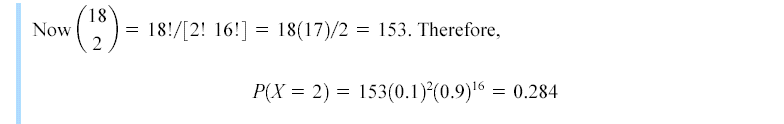 Now (18 2) = 18!/[2! 16!] = 18(17)/2 = 153. Therefore,
P(X = 2) = 153(0.1)²(0.9)¹⁶ = 0.284